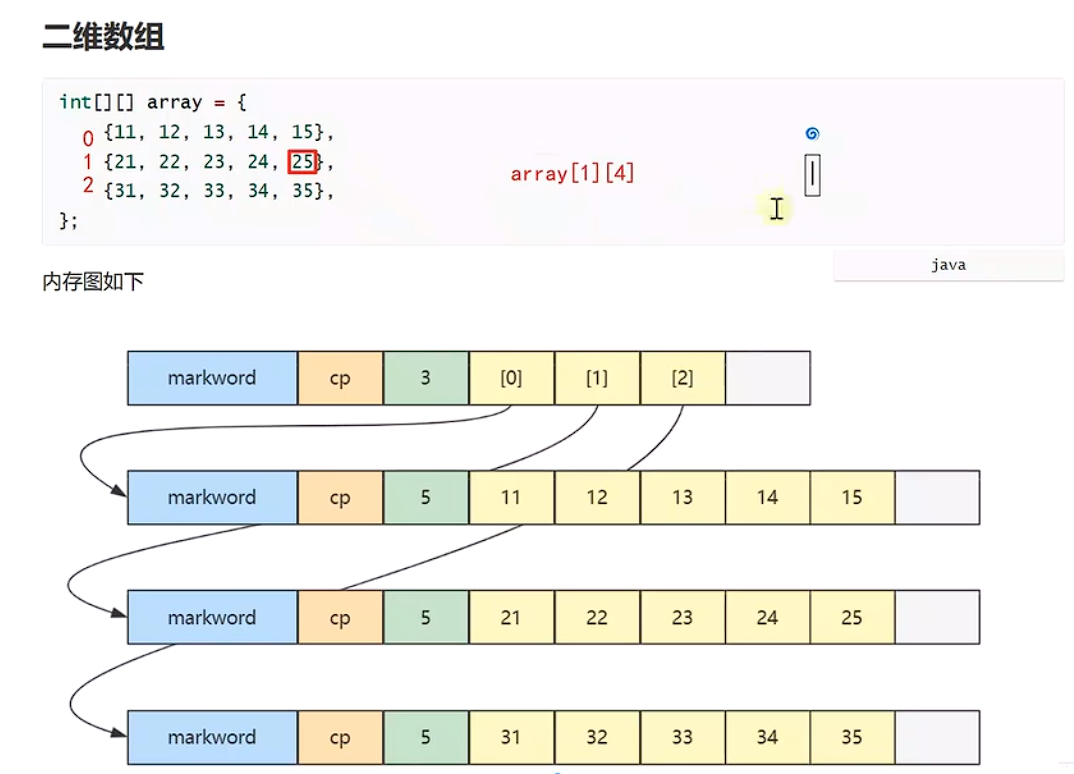 二维数组
int[][] array = {
0 {11, 12, 13, 14, 15},
1 {21, 22, 23, 24, 25},
array[1][4]
2 {31, 32, 33, 34, 35},
};
java
内存图如下
markword cp 3 [0] [1] [2]
markword cp 5 11 12 13 14 15
markword cp 5 21 22 23 24 25
markword cp 5 31 32 33 34 35